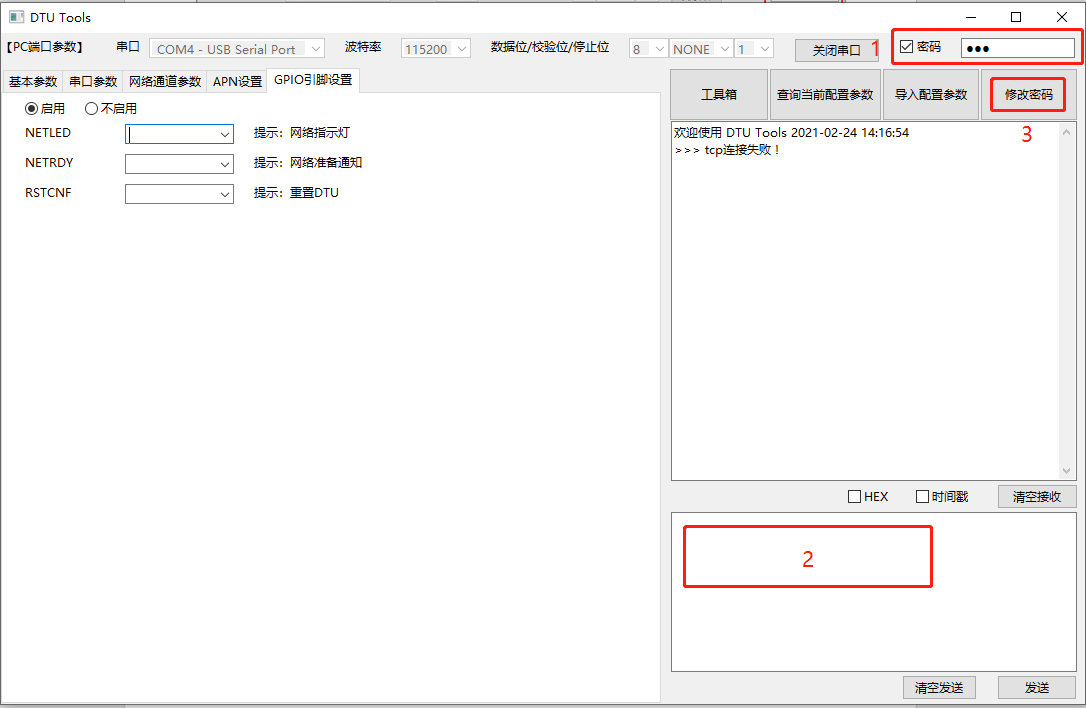 DTU Tools
【PC端口参数】 串口 COM4 - USB Serial Port 波特率 115200 数据位/校验位/停止位 8 NONE 1 关闭串口 1 密码 ●●●
基本参数 串口参数 网络通道参数 APN设置 GPIO引脚设置
启用 不启用
NETLED 提示：网络指示灯
NETRDY 提示：网络准备通知
RSTCNF 提示：重置DTU
工具箱 查询当前配置参数 导入配置参数 修改密码
3
欢迎使用 DTU Tools 2021-02-24 14:16:54
>>> tcp连接失败！
HEX 时间戳 清空接收
2
清空发送 发送